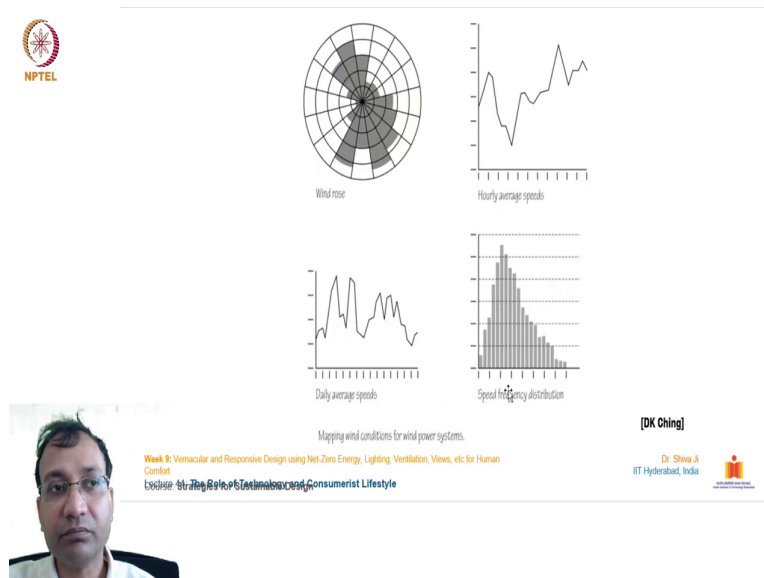 NPTEL
Wind rose
Hourly average speeds
Daily average speeds
Speed frequency distribution
Mapping wind conditions for wind power systems.
[DK Ching]
Week 9: Vernacular and Responsive Design using Net-Zero Energy, Lighting, Ventilation, Views, etc for Human
Comfort
Dr. Shiva Ji
IIT Hyderabad, India
Lecture 44: The Role of Technology and Consumerist Lifestyle
Course: Strategies for Sustainable Design